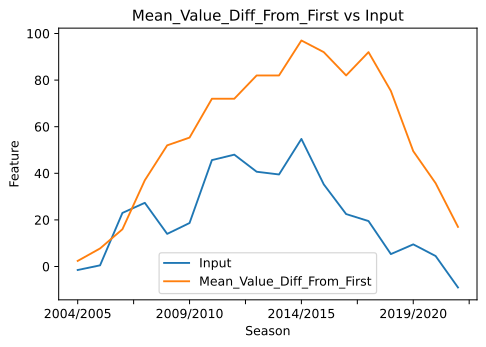 Mean_Value_Diff_From_First vs Input
100
80
60
40
20
0
Feature
Input
Mean_Value_Diff_From_First
2004/2005 2009/2010 2014/2015 2019/2020
Season